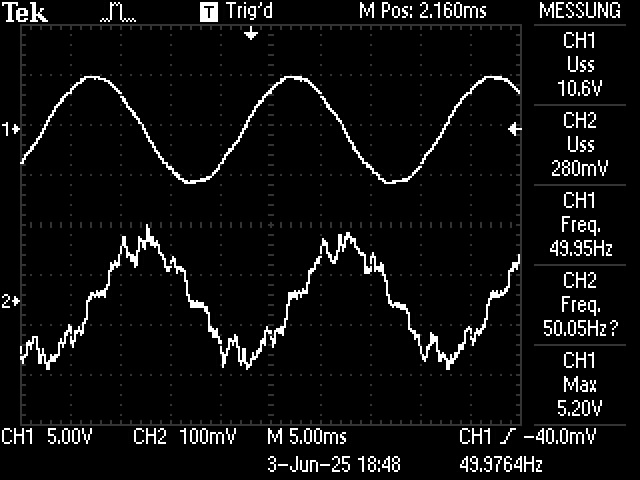 Tek T Trig'd M Pos: 2.160ms MESSUNG
CH1
Uss
10.6V
CH2
Uss
280mV
CH1
Freq.
49.95Hz
CH2
Freq.
50.05Hz?
CH1
Max
5.20V
1
2
CH1 5.00V CH2 100mV M 5.00ms CH1 -40.0mV
3-Jun-25 18:48 49.9764Hz